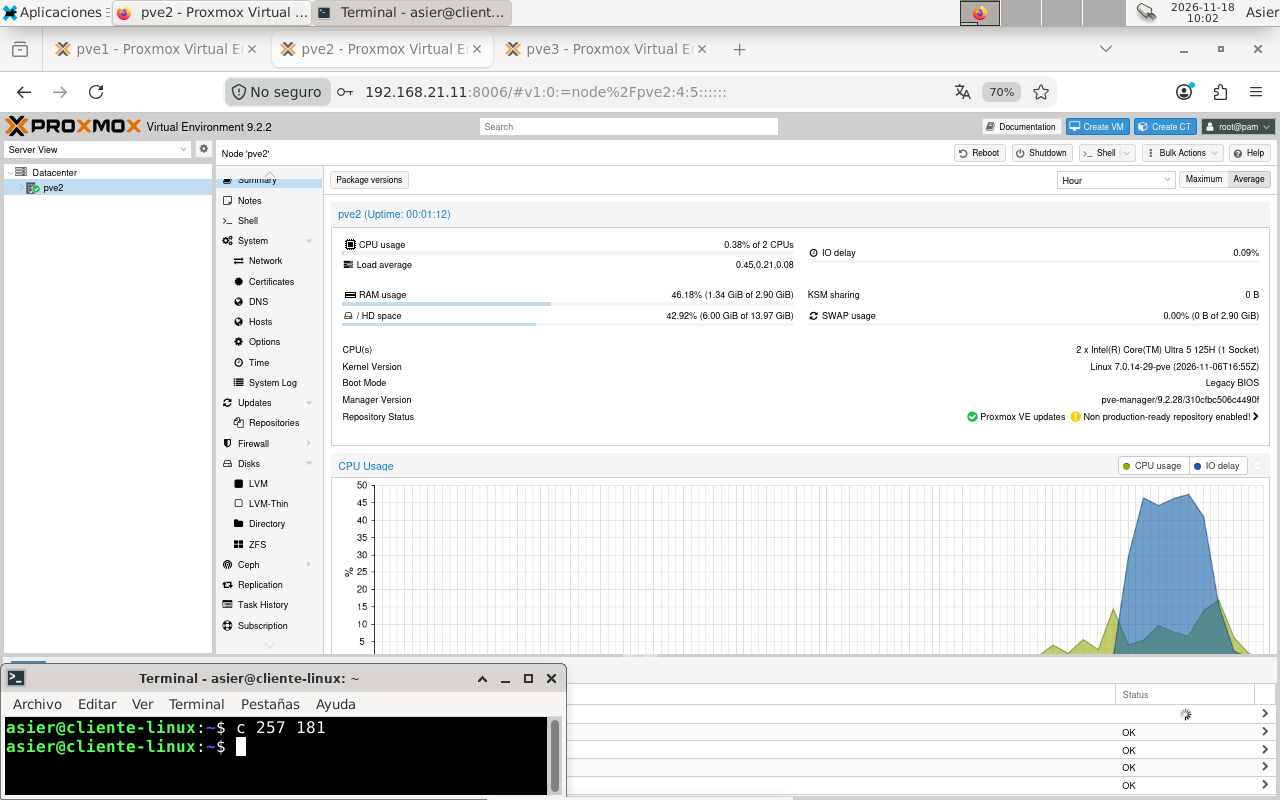 Aplicaciones
pve2 - Proxmox Virtual ...
Terminal - asier@client...
2026-11-18
10:02
Asier
pve1 - Proxmox Virtual E
pve2 - Proxmox Virtual E
pve3 - Proxmox Virtual E
No seguro
192.168.21.11:8006/#v1:0:=node%2Fpve2:4:5::::::
70%
PROXMOX Virtual Environment 9.2.2
Search
Documentation
Create VM
Create CT
root@pam
Server View
Node 'pve2'
Reboot
Shutdown
Shell
Bulk Actions
Help
Datacenter
pve2
Summary
Notes
Shell
System
Network
Certificates
DNS
Hosts
Options
Time
System Log
Updates
Repositories
Firewall
Disks
LVM
LVM-Thin
Directory
ZFS
Ceph
Replication
Task History
Subscription
Package versions
Hour
Maximum
Average
pve2 (Uptime: 00:01:12)
CPU usage 0.38% of 2 CPUs
IO delay 0.09%
Load average 0.45,0.21,0.08
RAM usage 46.18% (1.34 GiB of 2.90 GiB)
KSM sharing 0 B
/ HD space 42.92% (6.00 GiB of 13.97 GiB)
SWAP usage 0.00% (0 B of 2.90 GiB)
CPU(s) 2 x Intel(R) Core(TM) Ultra 5 125H (1 Socket)
Kernel Version Linux 7.0.14-29-pve (2026-11-06T16:55Z)
Boot Mode Legacy BIOS
Manager Version pve-manager/9.2.28/310cfbc506c4490f
Repository Status Proxmox VE updates Non production-ready repository enabled!
CPU Usage
CPU usage
IO delay
50
45
40
35
30
25
20
15
10
5
%
Status
OK
OK
OK
OK
Terminal - asier@cliente-linux: ~
Archivo Editar Ver Terminal Pestañas Ayuda
asier@cliente-linux:~$ c 257 181
asier@cliente-linux:~$